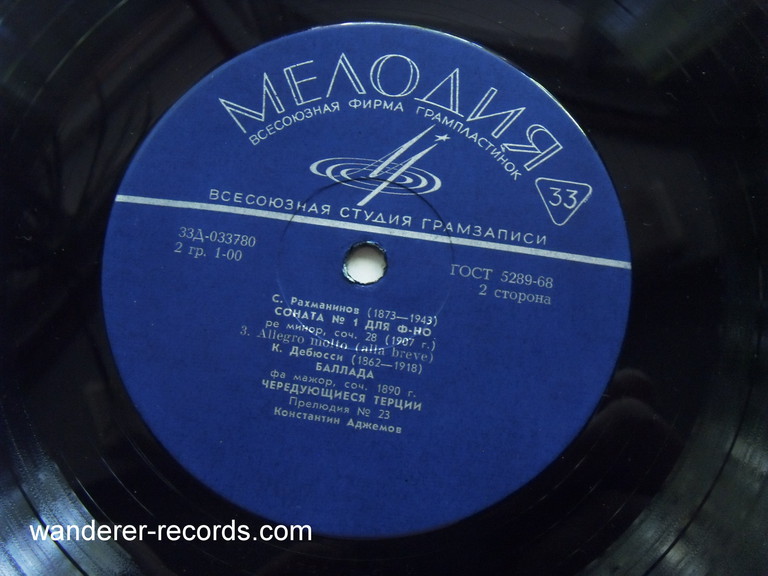 МЕЛОДИЯ
ВСЕСОЮЗНАЯ ФИРМА ГРАМПЛАСТИНОК
33
ВСЕСОЮЗНАЯ СТУДИЯ ГРАМЗАПИСИ
33Д-033780
2 гр. 1-00
ГОСТ 5289-68
2 сторона
С. Рахманинов (1873—1943)
СОНАТА № 1 ДЛЯ Ф-НО
ре минор, соч. 28 (1907 г.)
3. Allegro molto (alla breve)
К. Дебюсси (1862—1918)
БАЛЛАДА
фа мажор, соч. 1890 г.
ЧЕРЕДУЮЩИЕСЯ ТЕРЦИИ
Прелюдия № 23
Константин Аджемов
wanderer-records.com